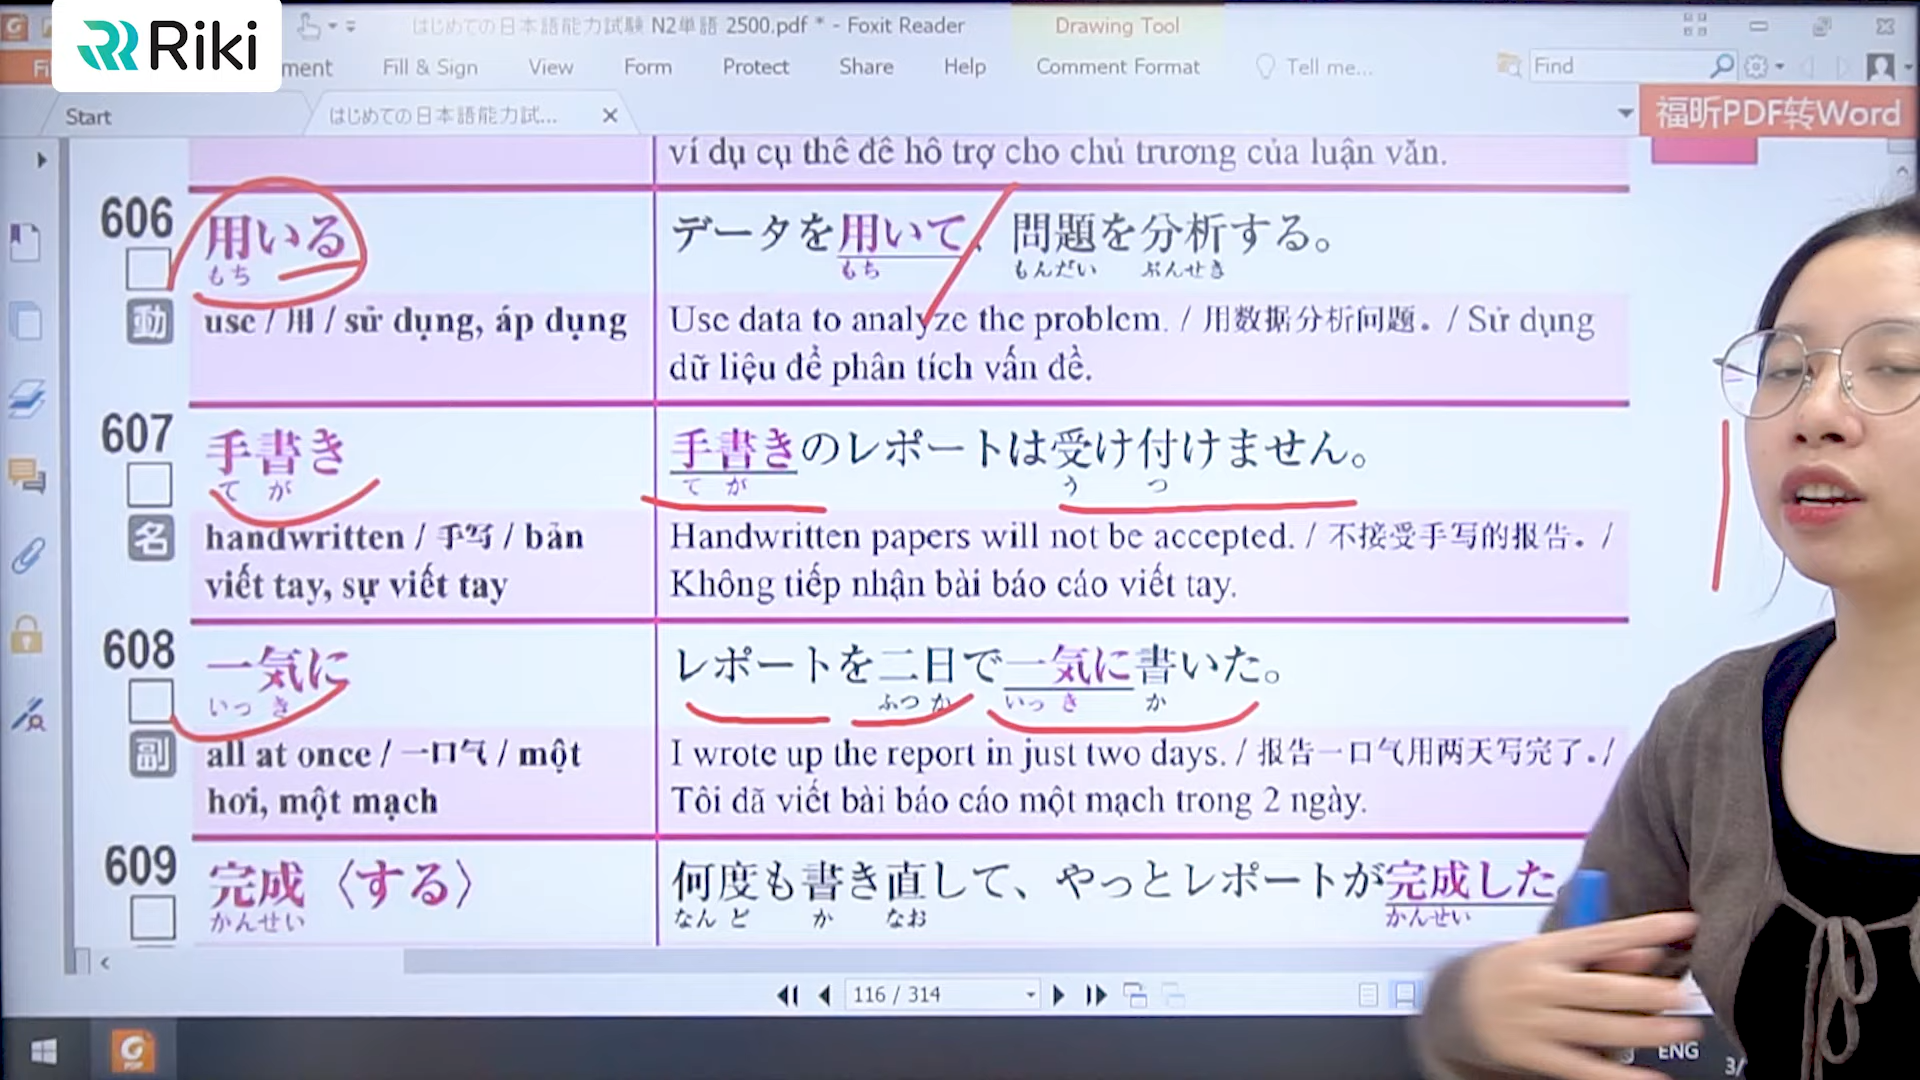 Riki
はじめての日本語能力試験 N2単語 2500.pdf * - Foxit Reader
Drawing Tool
Fill & Sign View Form Protect Share Help Comment Format Tell me... Find
Start
はじめての日本語能力試...
福昕PDF转Word
ví dụ cụ thể để hỗ trợ cho chủ trương của luận văn.
606
用いる
もち
動
use / 用 / sử dụng, áp dụng
データを用いて、問題を分析する。
もち もんだい ぶんせき
Use data to analyze the problem. / 用数据分析问题。/ Sử dụng
dữ liệu để phân tích vấn đề.
607
手書き
て が
名
handwritten / 手写 / bản
viết tay, sự viết tay
手書きのレポートは受け付けません。
て が う つ
Handwritten papers will not be accepted. / 不接受手写的报告。/
Không tiếp nhận bài báo cáo viết tay.
608
一気に
いっ き
副
all at once / 一口气 / một
hơi, một mạch
レポートを二日で一気に書いた。
ふつ か いっ き か
I wrote up the report in just two days. / 报告一口气用两天写完了。/
Tôi đã viết bài báo cáo một mạch trong 2 ngày.
609
完成〈する〉
かんせい
何度も書き直して、やっとレポートが完成した
なん ど か なお かんせい
116 / 314
ENG